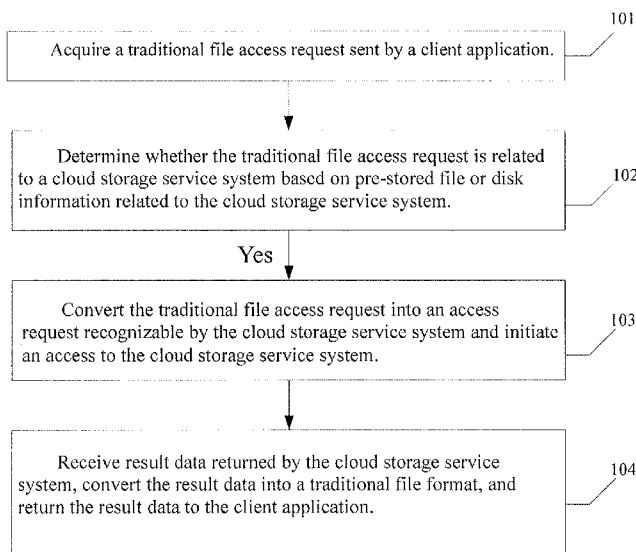 101
Acquire a traditional file access request sent by a client application.
Determine whether the traditional file access request is related
to a cloud storage service system based on pre-stored file or disk
information related to the cloud storage service system.
102
Yes
Convert the traditional file access request into an access
request recognizable by the cloud storage service system and initiate
an access to the cloud storage service system.
103
Receive result data returned by the cloud storage service
system, convert the result data into a traditional file format, and
return the result data to the client application.
104